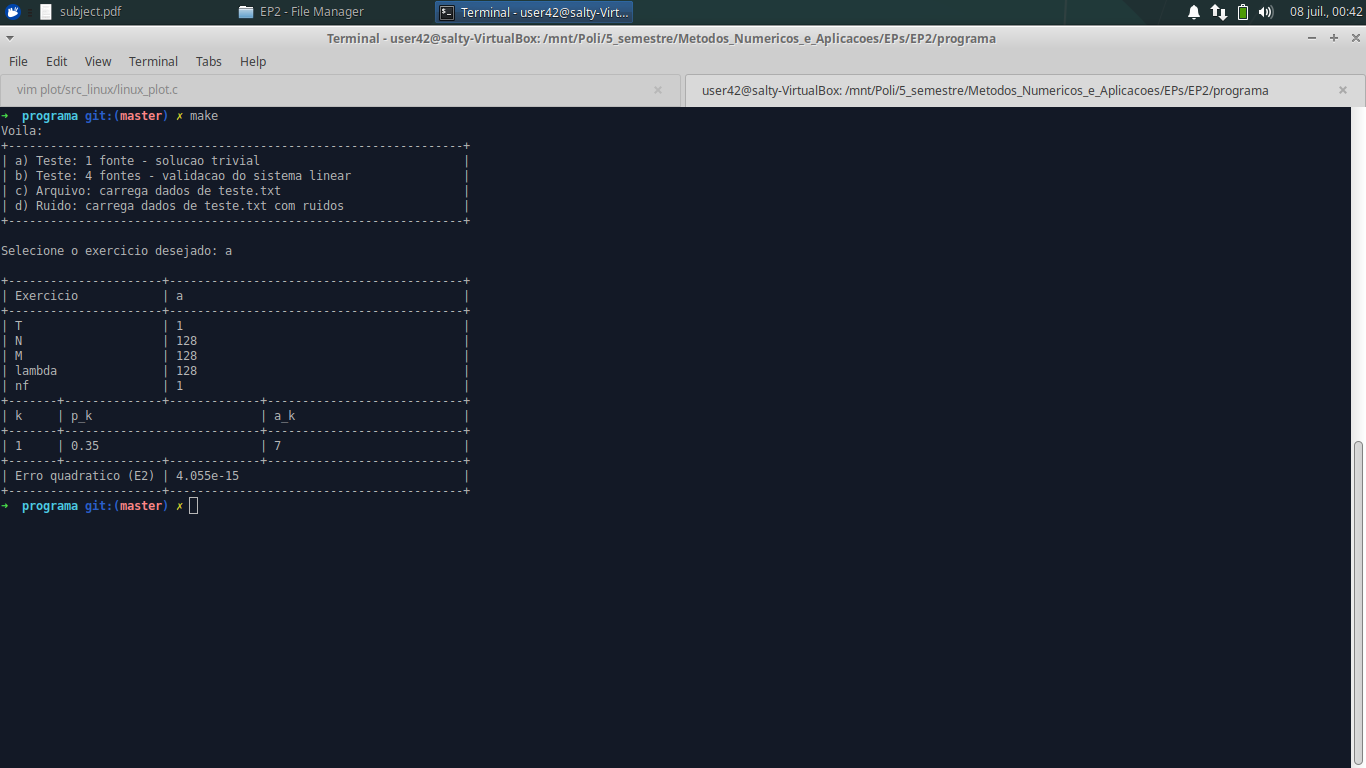 subject.pdf EP2 - File Manager Terminal - user42@salty-Virt... 08 juil., 00:42
Terminal - user42@salty-VirtualBox: /mnt/Poli/5_semestre/Metodos_Numericos_e_Aplicacoes/EPs/EP2/programa
File Edit View Terminal Tabs Help
vim plot/src_linux/linux_plot.c user42@salty-VirtualBox: /mnt/Poli/5_semestre/Metodos_Numericos_e_Aplicacoes/EPs/EP2/programa
➜  programa git:(master) ✗ make
Voila:
+-----------------------------------------------------------------+
| a) Teste: 1 fonte - solucao trivial                             |
| b) Teste: 4 fontes - validacao do sistema linear                |
| c) Arquivo: carrega dados de teste.txt                          |
| d) Ruido: carrega dados de teste.txt com ruidos                 |
+-----------------------------------------------------------------+
Selecione o exercicio desejado: a
+----------------------+------------------------------------------+
| Exercicio            | a                                        |
+----------------------+------------------------------------------+
| T                    | 1                                        |
| N                    | 128                                      |
| M                    | 128                                      |
| lambda               | 128                                      |
| nf                   | 1                                        |
+-------+--------------+-------------+----------------------------+
| k     | p_k                        | a_k                        |
+-------+----------------------------+----------------------------+
| 1     | 0.35                       | 7                          |
+-------+--------------+-------------+----------------------------+
| Erro quadratico (E2) | 4.055e-15                                |
+----------------------+------------------------------------------+
➜  programa git:(master) ✗